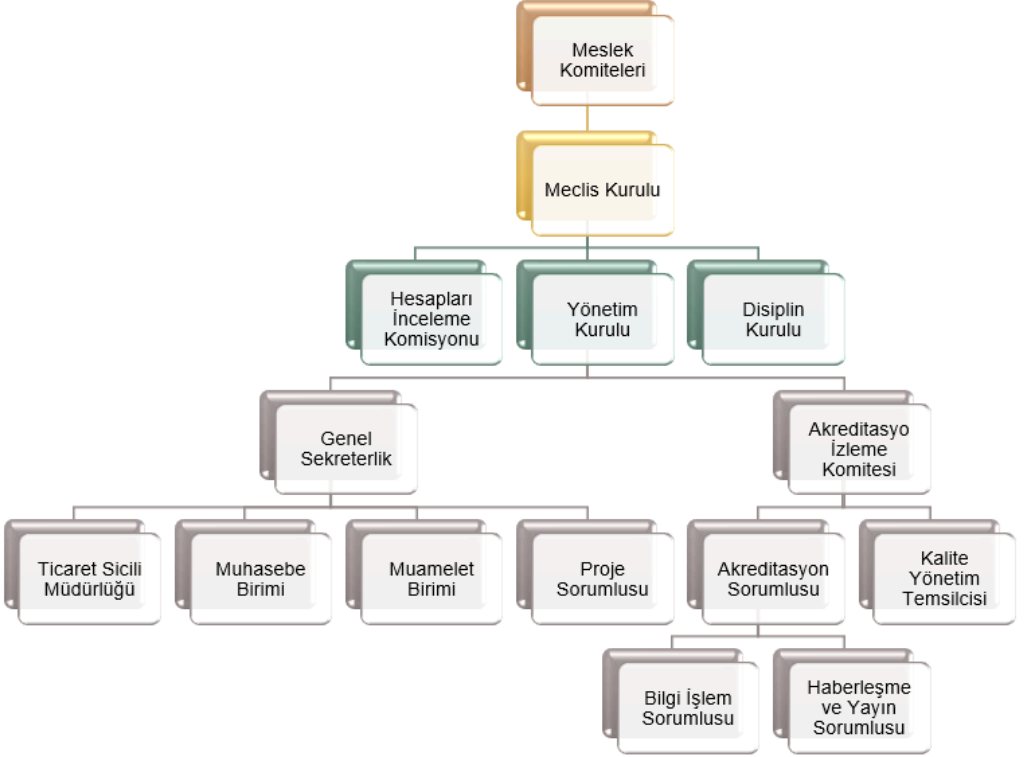 Meslek
Komiteleri
Meclis Kurulu
Hesapları
İnceleme
Komisyonu
Yönetim
Kurulu
Disiplin
Kurulu
Genel
Sekreterlik
Akreditasyo
İzleme
Komitesi
Ticaret Sicili
Müdürlüğü
Muhasebe
Birimi
Muamelet
Birimi
Proje
Sorumlusu
Akreditasyon
Sorumlusu
Kalite
Yönetim
Temsilcisi
Bilgi İşlem
Sorumlusu
Haberleşme
ve Yayın
Sorumlusu